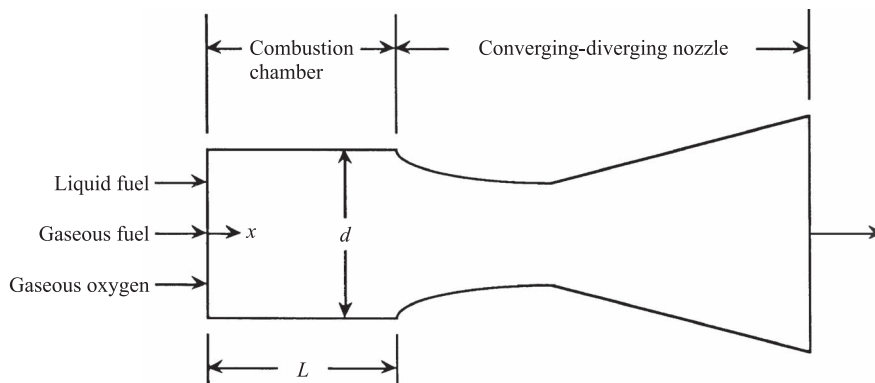 Combustion
chamber
Converging-diverging nozzle
Liquid fuel
Gaseous fuel
x
d
Gaseous oxygen
L